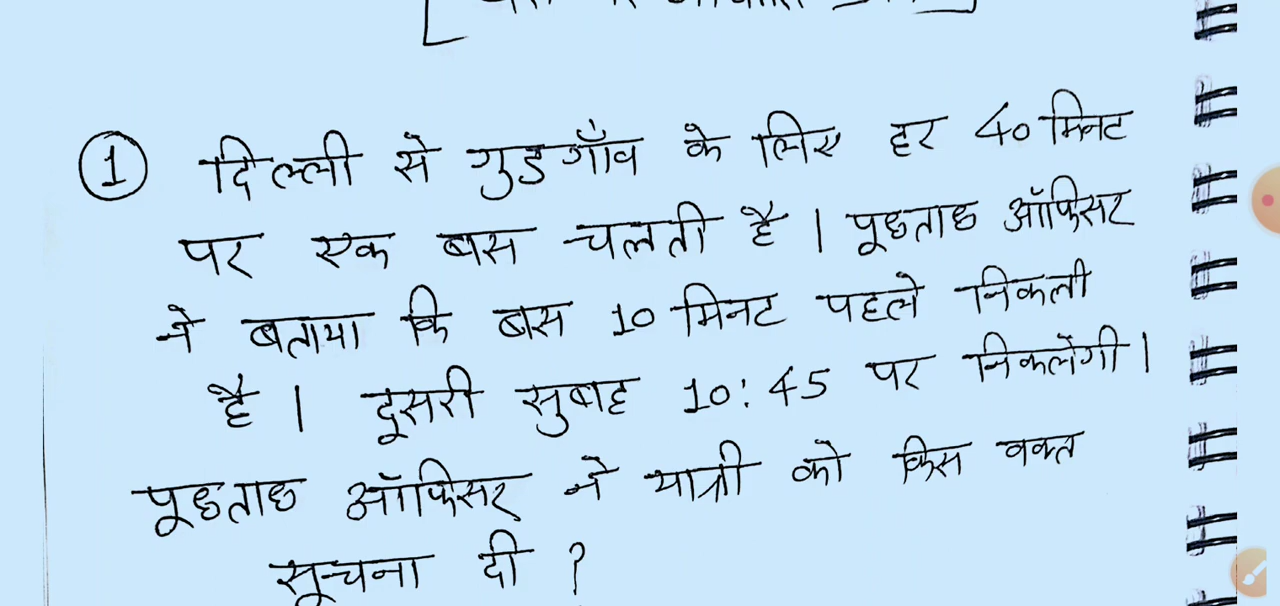 ① दिल्ली से गुडगाँव के लिए हर 40 मिनट
पर एक बस चलती है । पूछताछ ऑफिसर
ने बताया कि बस 10 मिनट पहले निकली
है । दूसरी सुबाह 10:45 पर निकलेंगी ।
पूछताछ ऑफिसर ने यात्री को किस वक्त
सूचना दी ?